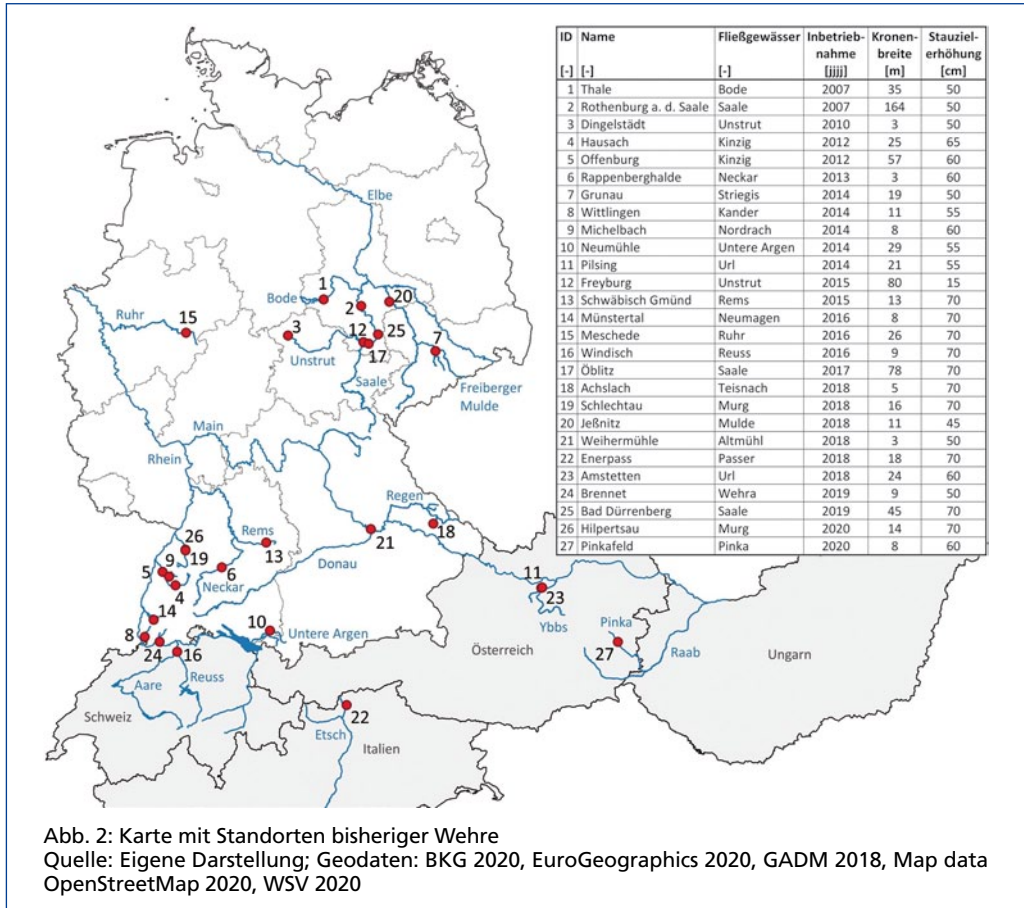 ID Name Fließgewässer Inbetrieb- Kronen- Stauziel-
nahme breite erhöhung
[-] [-] [-] [jjjj] [m] [cm]
1 Thale Bode 2007 35 50
2 Rothenburg a. d. Saale Saale 2007 164 50
3 Dingelstädt Unstrut 2010 3 50
4 Hausach Kinzig 2012 25 65
5 Offenburg Kinzig 2012 57 60
6 Rappenberghalde Neckar 2013 3 60
7 Grunau Striegis 2014 19 50
8 Wittlingen Kander 2014 11 55
9 Michelbach Nordrach 2014 8 60
10 Neumühle Untere Argen 2014 29 55
11 Pilsing Url 2014 21 55
12 Freyburg Unstrut 2015 80 15
13 Schwäbisch Gmünd Rems 2015 13 70
14 Münstertal Neumagen 2016 8 70
15 Meschede Ruhr 2016 26 70
16 Windisch Reuss 2016 9 70
17 Öblitz Saale 2017 78 70
18 Achslach Teisnach 2018 5 70
19 Schlechtau Murg 2018 16 70
20 Jeßnitz Mulde 2018 11 45
21 Weihermühle Altmühl 2018 3 50
22 Enerpass Passer 2018 18 70
23 Amstetten Url 2018 24 60
24 Brennet Wehra 2019 9 50
25 Bad Dürrenberg Saale 2019 45 70
26 Hilpertsau Murg 2020 14 70
27 Pinkafeld Pinka 2020 8 60
Elbe
Bode
1
2
20
Ruhr
15
3
12
25
7
Unstrut
17
Saale
Freiberger
Mulde
Main
Rhein
Regen
18
21
26
Rems
13
19
9
5
6
4
Neckar
Donau
14
11
23
Ybbs
8
10
Untere Argen
Pinka
27
24
16
Österreich
Raab
Ungarn
Aare
Reuss
Schweiz
22
Etsch
Italien
Abb. 2: Karte mit Standorten bisheriger Wehre
Quelle: Eigene Darstellung; Geodaten: BKG 2020, EuroGeographics 2020, GADM 2018, Map data
OpenStreetMap 2020, WSV 2020